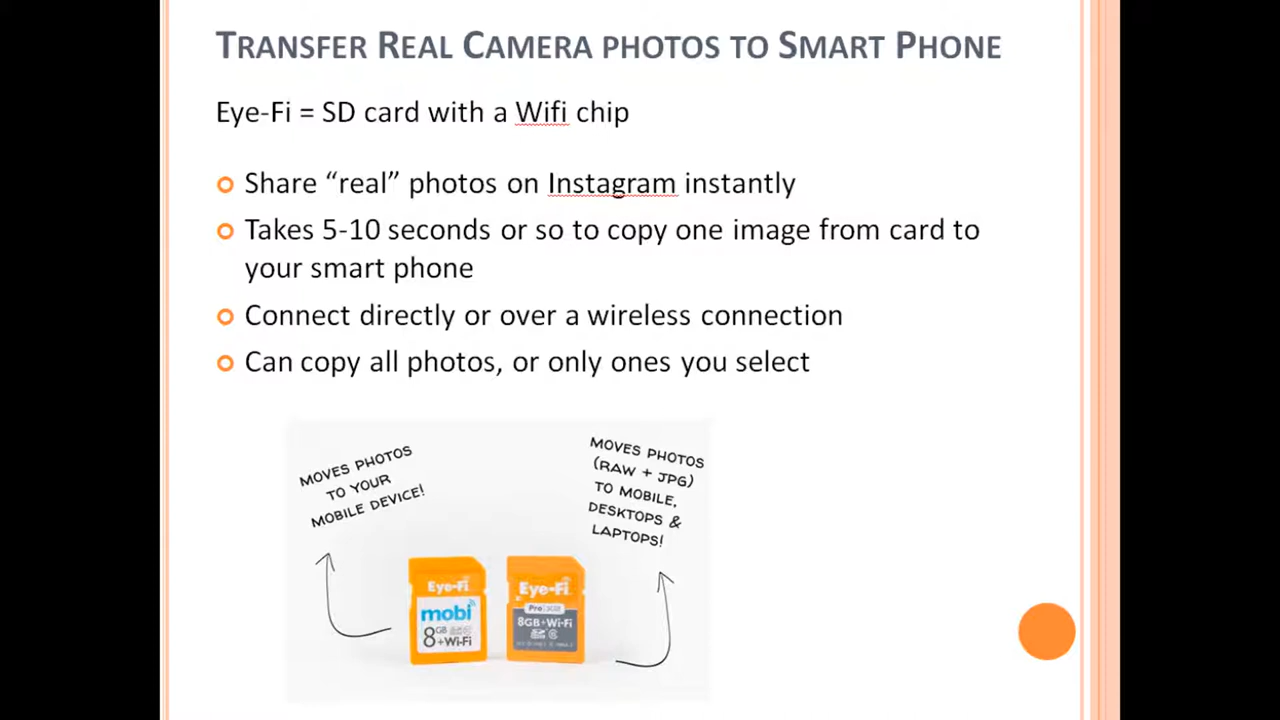 TRANSFER REAL CAMERA PHOTOS TO SMART PHONE
Eye-Fi = SD card with a Wifi chip
Share “real” photos on Instagram instantly
Takes 5-10 seconds or so to copy one image from card to
your smart phone
Connect directly or over a wireless connection
Can copy all photos, or only ones you select
MOVES PHOTOS
TO YOUR
MOBILE DEVICE!
MOVES PHOTOS
(RAW + JPG)
TO MOBILE,
DESKTOPS &
LAPTOPS!
Eye-Fi
mobi
8GB
+Wi-Fi
Eye-Fi
Pro
8GB+Wi-Fi